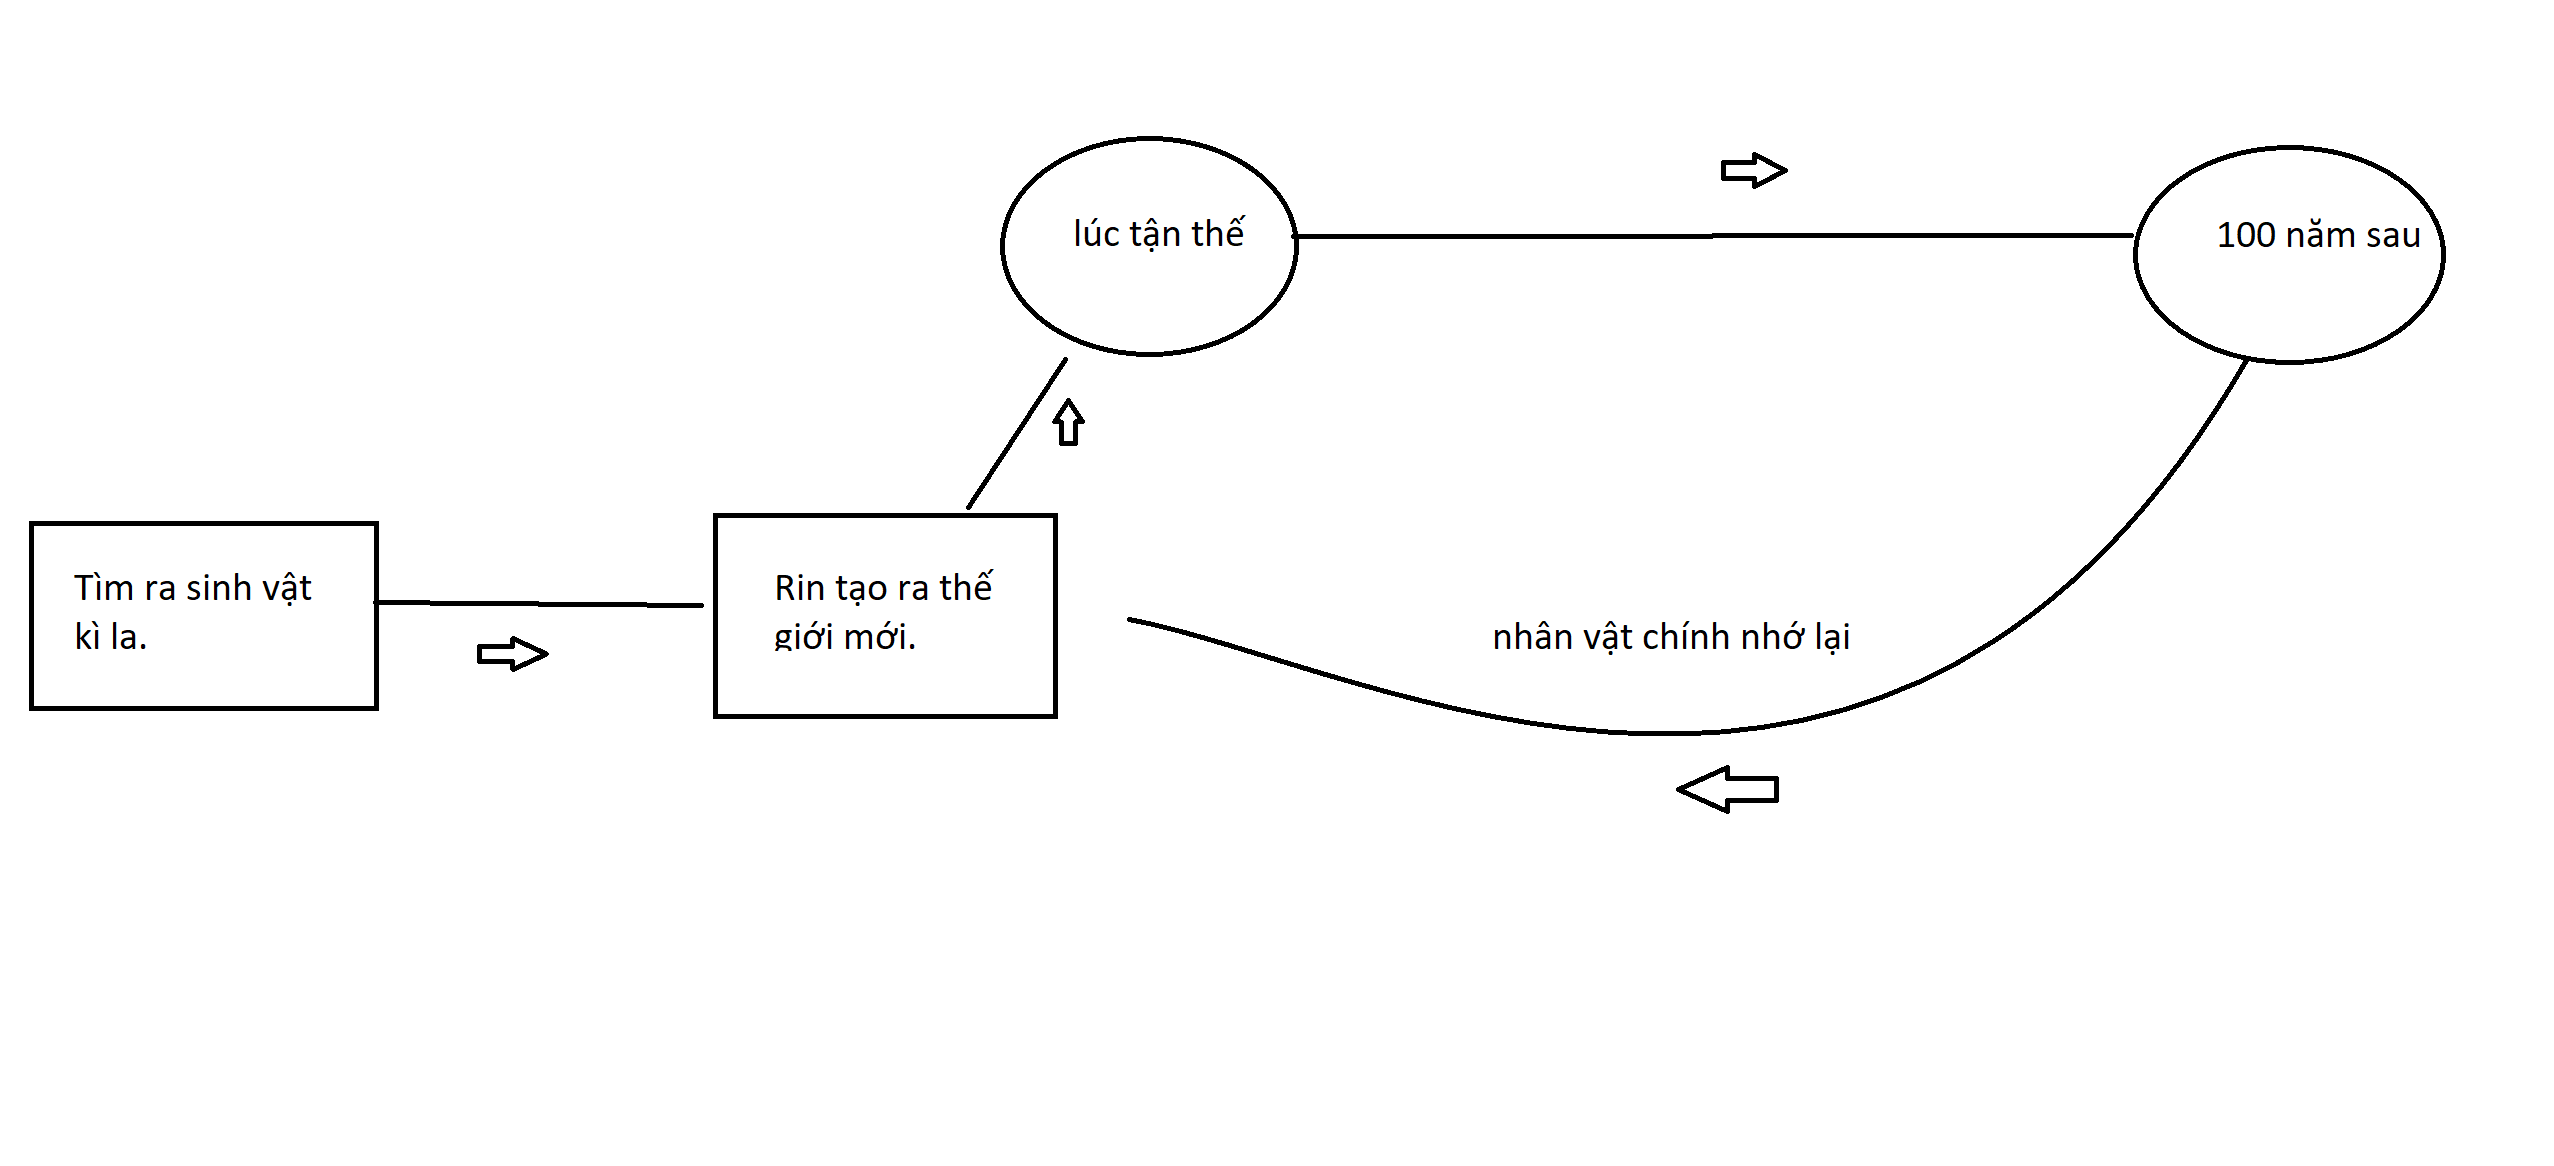 lúc tận thế
100 năm sau
Tìm ra sinh vật
kì la.
Rin tạo ra thế
giới mới.
nhân vật chính nhớ lại